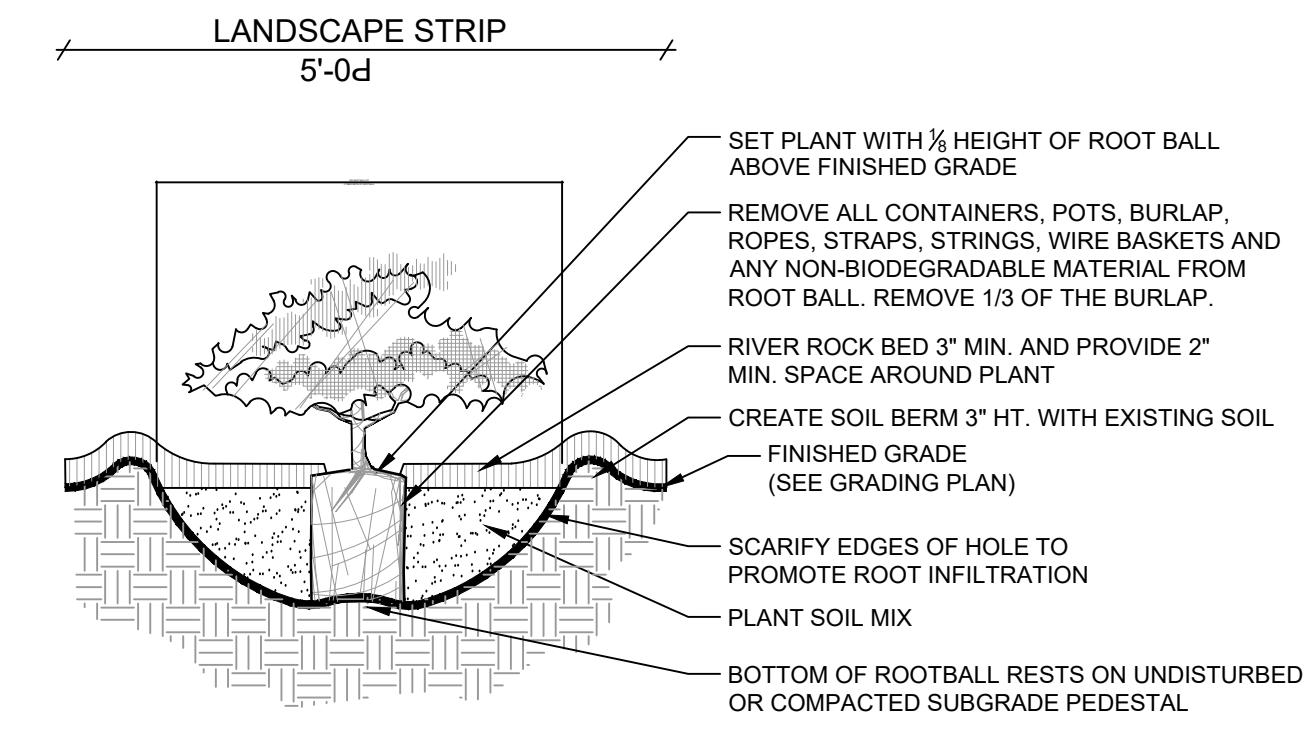 LANDSCAPE STRIP
5'-0d
SET PLANT WITH ⅛ HEIGHT OF ROOT BALL
ABOVE FINISHED GRADE
REMOVE ALL CONTAINERS, POTS, BURLAP,
ROPES, STRAPS, STRINGS, WIRE BASKETS AND
ANY NON-BIODEGRADABLE MATERIAL FROM
ROOT BALL. REMOVE 1/3 OF THE BURLAP.
RIVER ROCK BED 3" MIN. AND PROVIDE 2"
MIN. SPACE AROUND PLANT
CREATE SOIL BERM 3" HT. WITH EXISTING SOIL
FINISHED GRADE
(SEE GRADING PLAN)
SCARIFY EDGES OF HOLE TO
PROMOTE ROOT INFILTRATION
PLANT SOIL MIX
BOTTOM OF ROOTBALL RESTS ON UNDISTURBED
OR COMPACTED SUBGRADE PEDESTAL